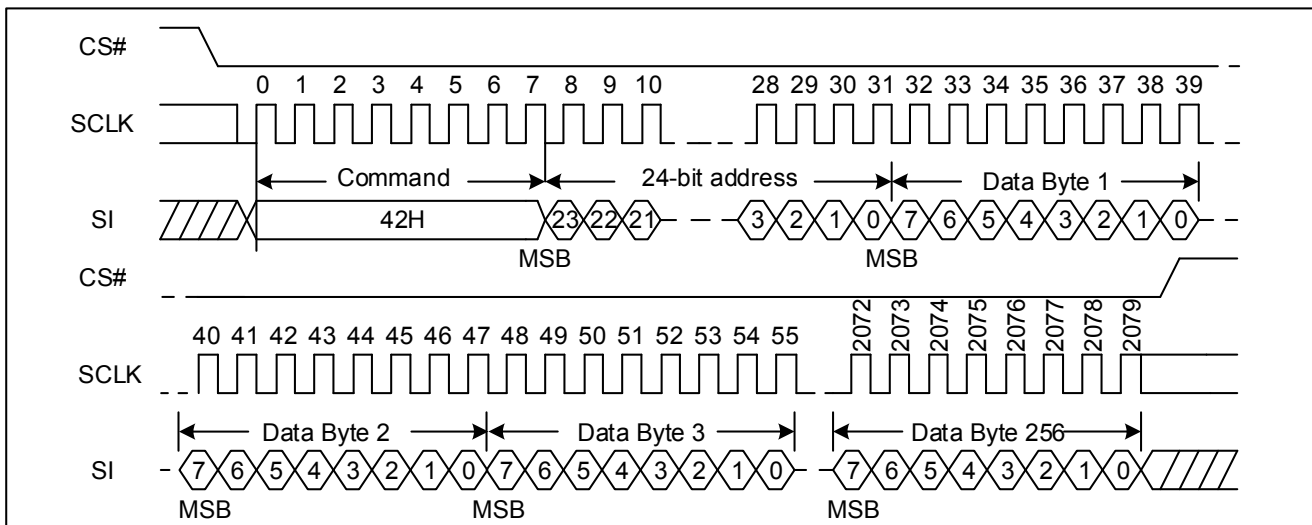 CS#
0 1 2 3 4 5 6 7 8 9 10 28 29 30 31 32 33 34 35 36 37 38 39
SCLK
Command 24-bit address Data Byte 1
SI 42H 23 22 21 3 2 1 0 7 6 5 4 3 2 1 0
MSB MSB
CS#
40 41 42 43 44 45 46 47 48 49 50 51 52 53 54 55 2072 2073 2074 2075 2076 2077 2078 2079
SCLK
Data Byte 2 Data Byte 3 Data Byte 256
SI 7 6 5 4 3 2 1 0 7 6 5 4 3 2 1 0 7 6 5 4 3 2 1 0
MSB MSB MSB